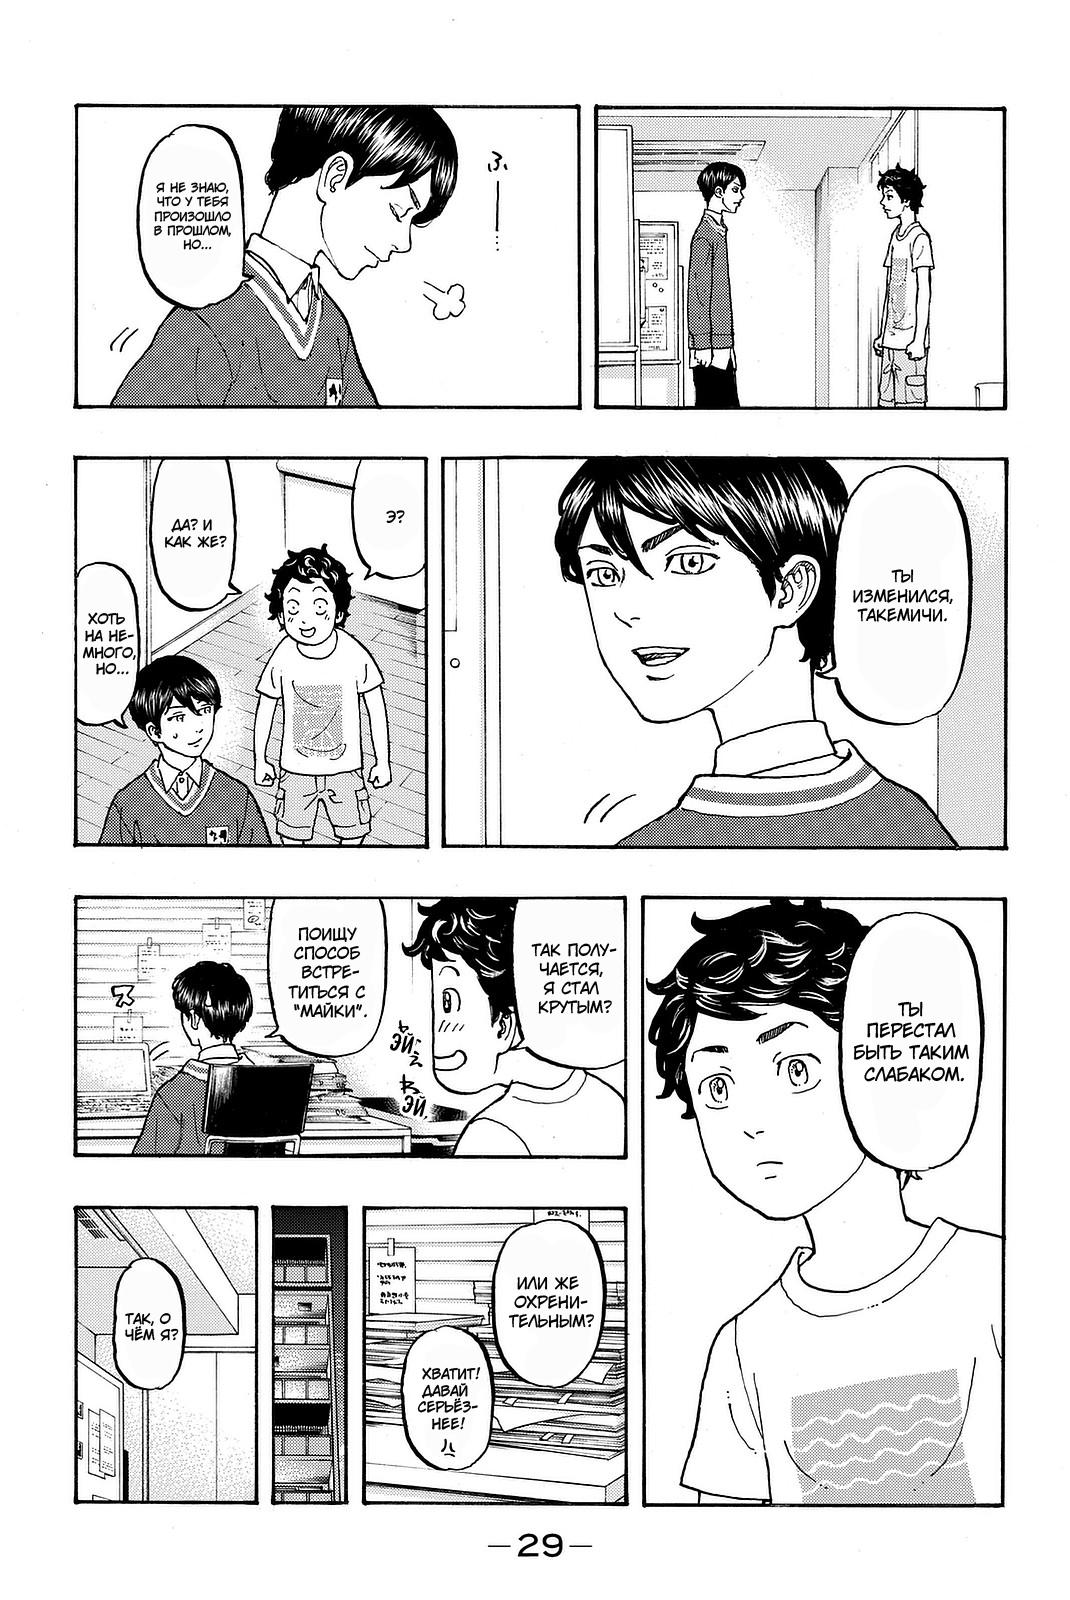 Я НЕ ЗНАЮ,
ЧТО У ТЕБЯ
ПРОИЗОШЛО
В ПРОШЛОМ,
НО...
ふ
ТЫ
ИЗМЕНИЛСЯ,
ТАКЕМИЧИ.
Э?
ДА? И
КАК ЖЕ?
ХОТЬ
НА НЕ-
МНОГО,
НО...
ТЫ
ПЕРЕСТАЛ
БЫТЬ ТАКИМ
СЛАБАКОМ.
ТАК ПОЛУ-
ЧАЕТСЯ,
Я СТАЛ
КРУТЫМ?
ЭЙ,
ЭЙ,
ПОИЩУ
СПОСОБ
ВСТРЕ-
ТИТЬСЯ С
"МАЙКИ".
ИЛИ ЖЕ
ОХРЕНИ-
ТЕЛЬНЫМ?
ХВАТИТ!
ДАВАЙ
СЕРЬЁЗ-
НЕЕ!
ТАК, О
ЧЁМ Я?
—29—